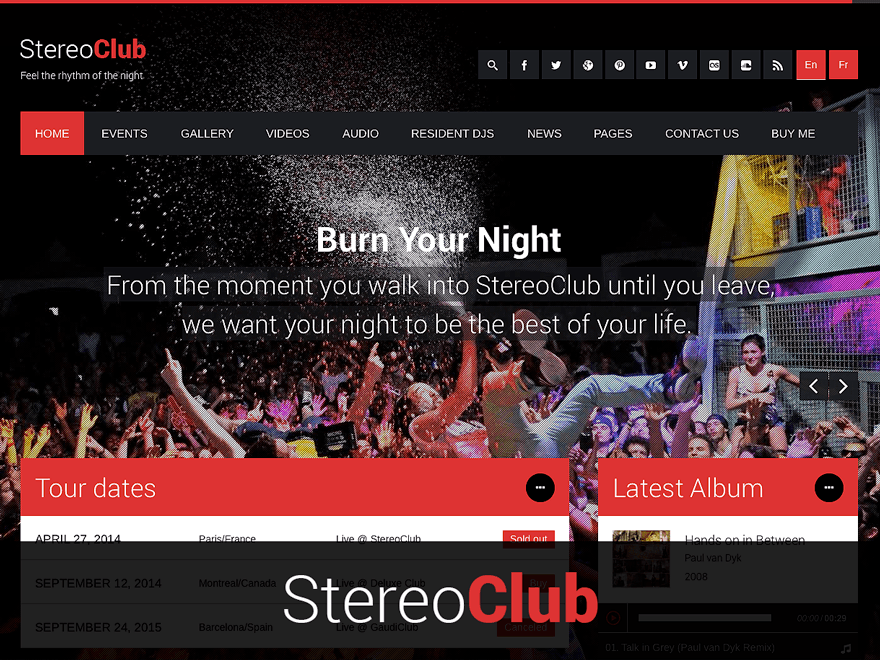 StereoClub
Feel the rhythm of the night
En Fr
HOME EVENTS GALLERY VIDEOS AUDIO RESIDENT DJS NEWS PAGES CONTACT US BUY ME
Burn Your Night
From the moment you walk into StereoClub until you leave,
we want your night to be the best of your life.
Tour dates
APRIL 27, 2014 Paris/France Live @ StereoClub Sold out
SEPTEMBER 12, 2014 Montreal/Canada Live @ Deluxe Club Buy
SEPTEMBER 24, 2015 Barcelona/Spain Live @ GaudiClub Canceled
Latest Album
Hands on in Between
Paul van Dyk
2008
00:00 / 00:29
01. Talk in Grey (Paul van Dyk Remix)
StereoClub